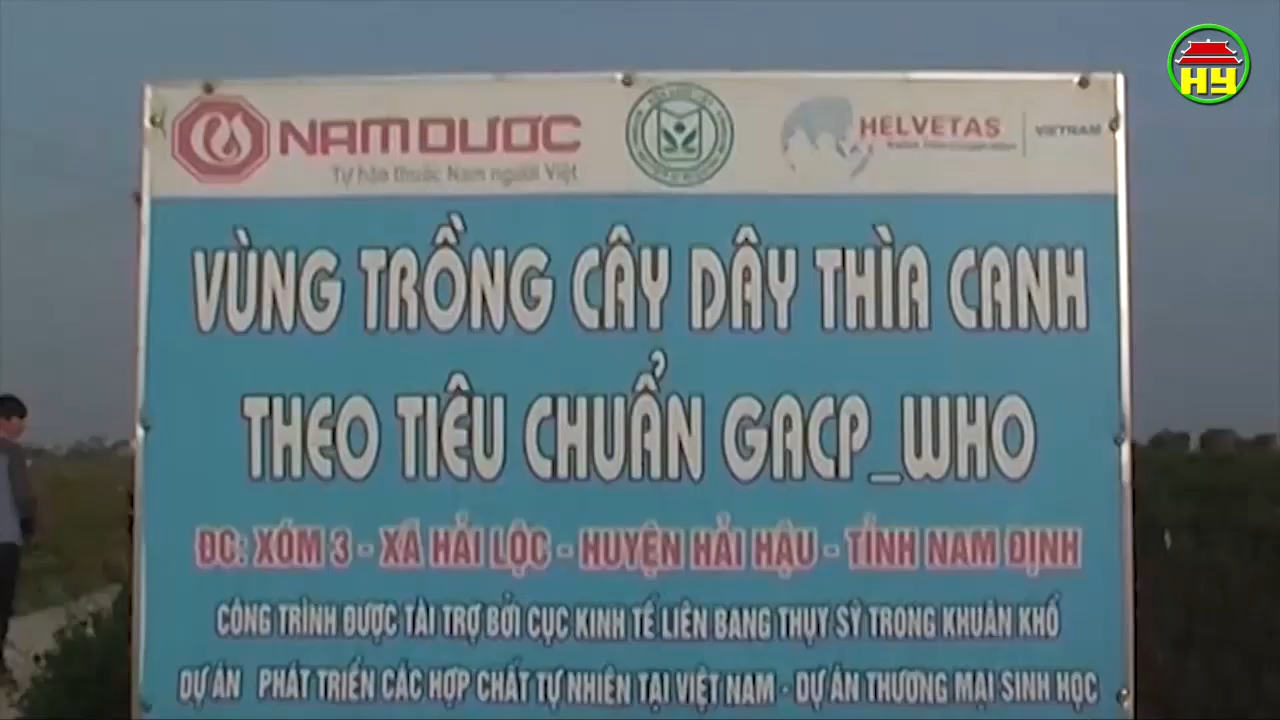 HY
NAM DƯỢC
Tự hào thuốc Nam người Việt
HELVETAS
VIETNAM
VÙNG TRỒNG CÂY DÂY THÌA CANH
THEO TIÊU CHUẨN GACP_WHO
ĐC: XÓM 3 - XÃ HẢI LỘC - HUYỆN HẢI HẬU - TỈNH NAM ĐỊNH
CÔNG TRÌNH ĐƯỢC TÀI TRỢ BỞI CỤC KINH TẾ LIÊN BANG THỤY SỸ TRONG KHUÂN KHỔ
DỰ ÁN PHÁT TRIỂN CÁC HỢP CHẤT TỰ NHIÊN TẠI VIỆT NAM - DỰ ÁN THƯƠNG MẠI SINH HỌC